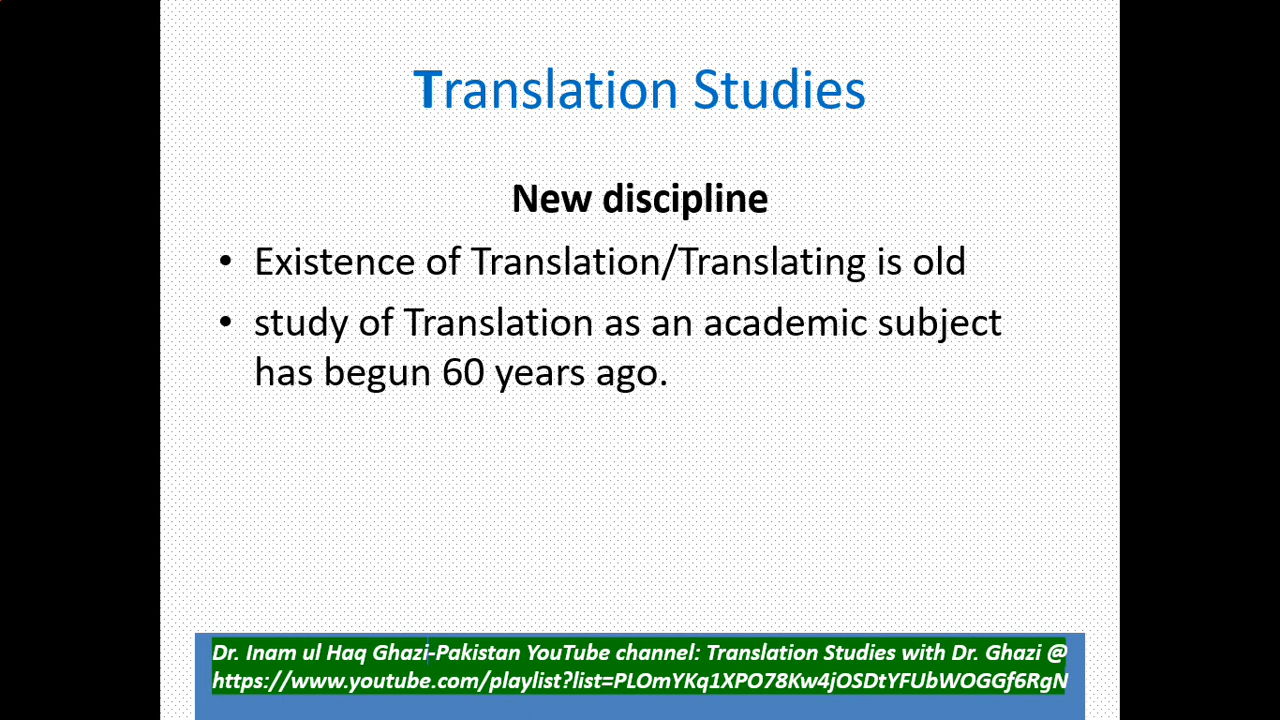 Translation Studies
New discipline
• Existence of Translation/Translating is old
• study of Translation as an academic subject
has begun 60 years ago.
Dr. Inam ul Haq Ghazi-Pakistan YouTube channel: Translation Studies with Dr. Ghazi @
https://www.youtube.com/playlist?list=PLOmYKq1XPO78Kw4jOSDtYFUbWOGGf6RgN